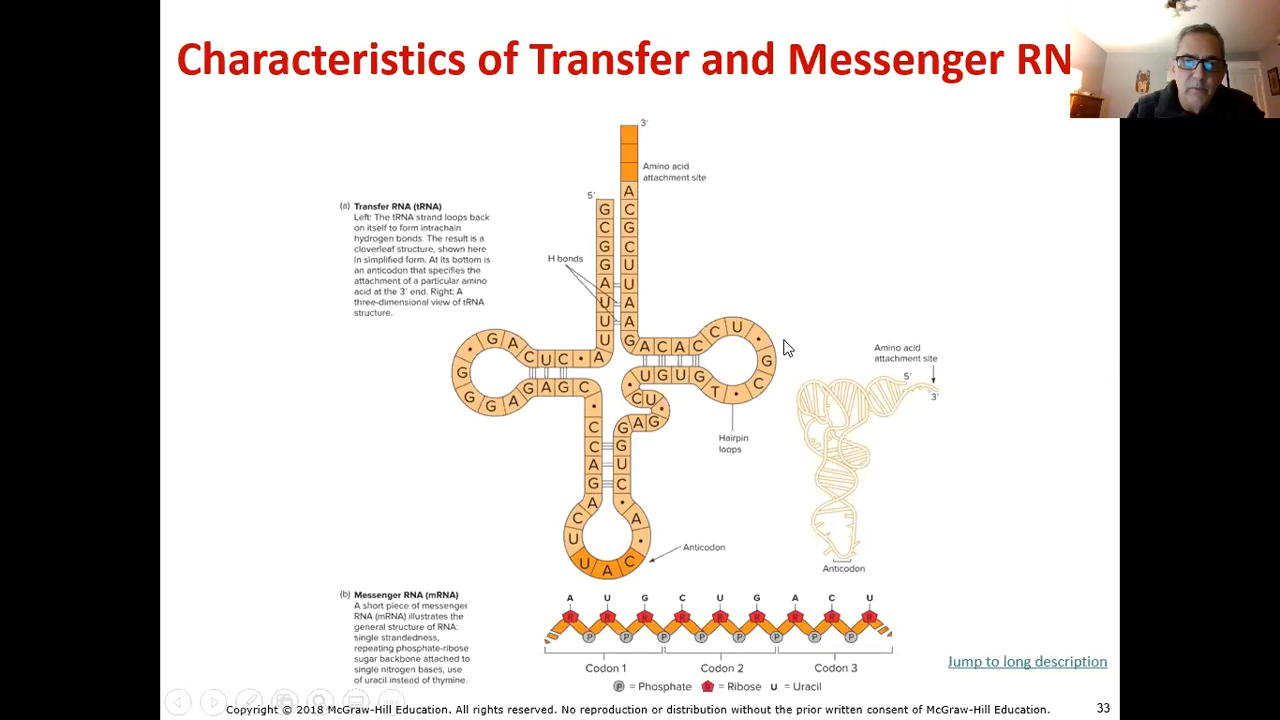 Characteristics of Transfer and Messenger RN
3'
Amino acid
attachment site
5'
(a) Transfer RNA (tRNA)
Left: The tRNA strand loops back
on itself to form intrachain
hydrogen bonds. The result is a
cloverleaf structure, shown here
in simplified form. At its bottom is
an anticodon that specifies the
attachment of a particular amino
acid at the 3' end. Right: A
three-dimensional view of tRNA
structure.
H bonds
A
C
G
C
U
U
A
A
G
G
C
G
G
A
U
U
U
A C A C C U • G C • T G U G U
• C U • G A G
G
U
C
• A •
C A U
U C A
G
A
C
C
•
C G A G A G G G • G A C U C • A
Hairpin
loops
Amino acid
attachment site
5'
3'
Anticodon
Anticodon
(b) Messenger RNA (mRNA)
A short piece of messenger
RNA (mRNA) illustrates the
general structure of RNA:
single strandedness,
repeating phosphate-ribose
sugar backbone attached to
single nitrogen bases, use
of uracil instead of thymine.
A U G C U G A C U
R R R R R R R R R
P P P P P P P P
Codon 1 Codon 2 Codon 3
P = Phosphate R = Ribose U = Uracil
Jump to long description
Copyright © 2018 McGraw-Hill Education. All rights reserved. No reproduction or distribution without the prior written consent of McGraw-Hill Education.
33